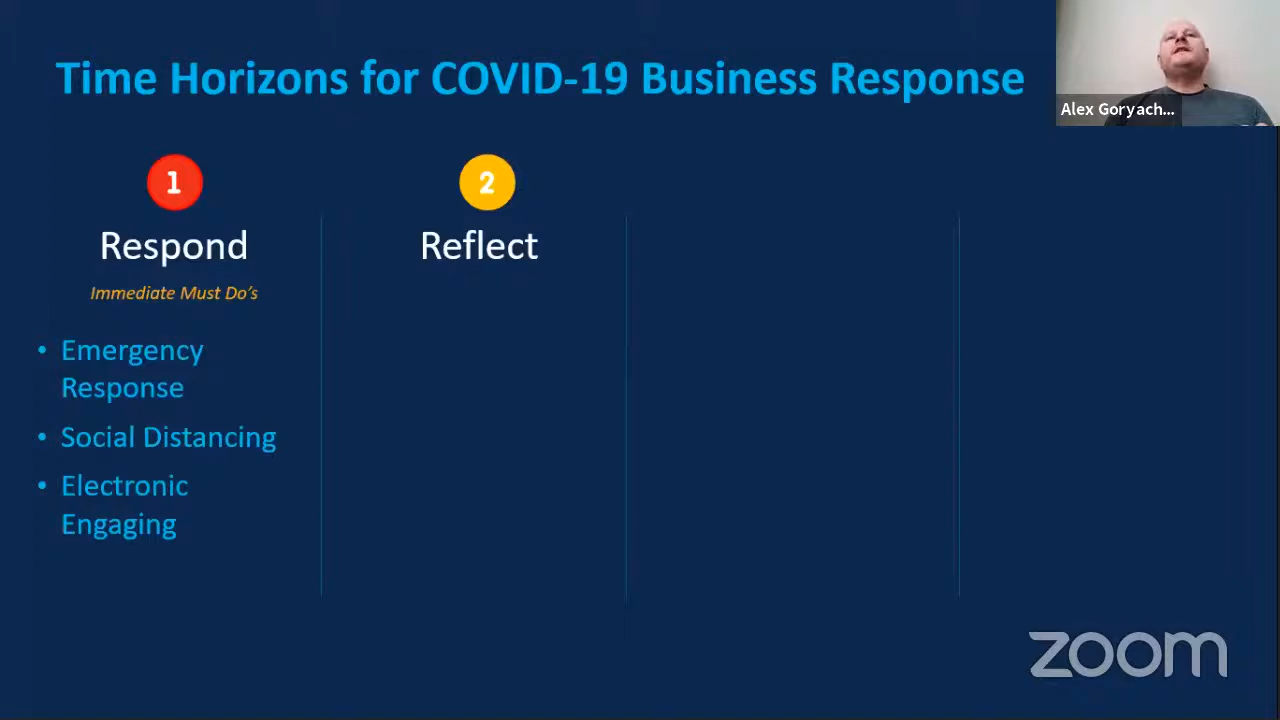 Time Horizons for COVID-19 Business Response
Alex Goryach...
1
Respond
Immediate Must Do's
• Emergency
Response
• Social Distancing
• Electronic
Engaging
2
Reflect
zoom